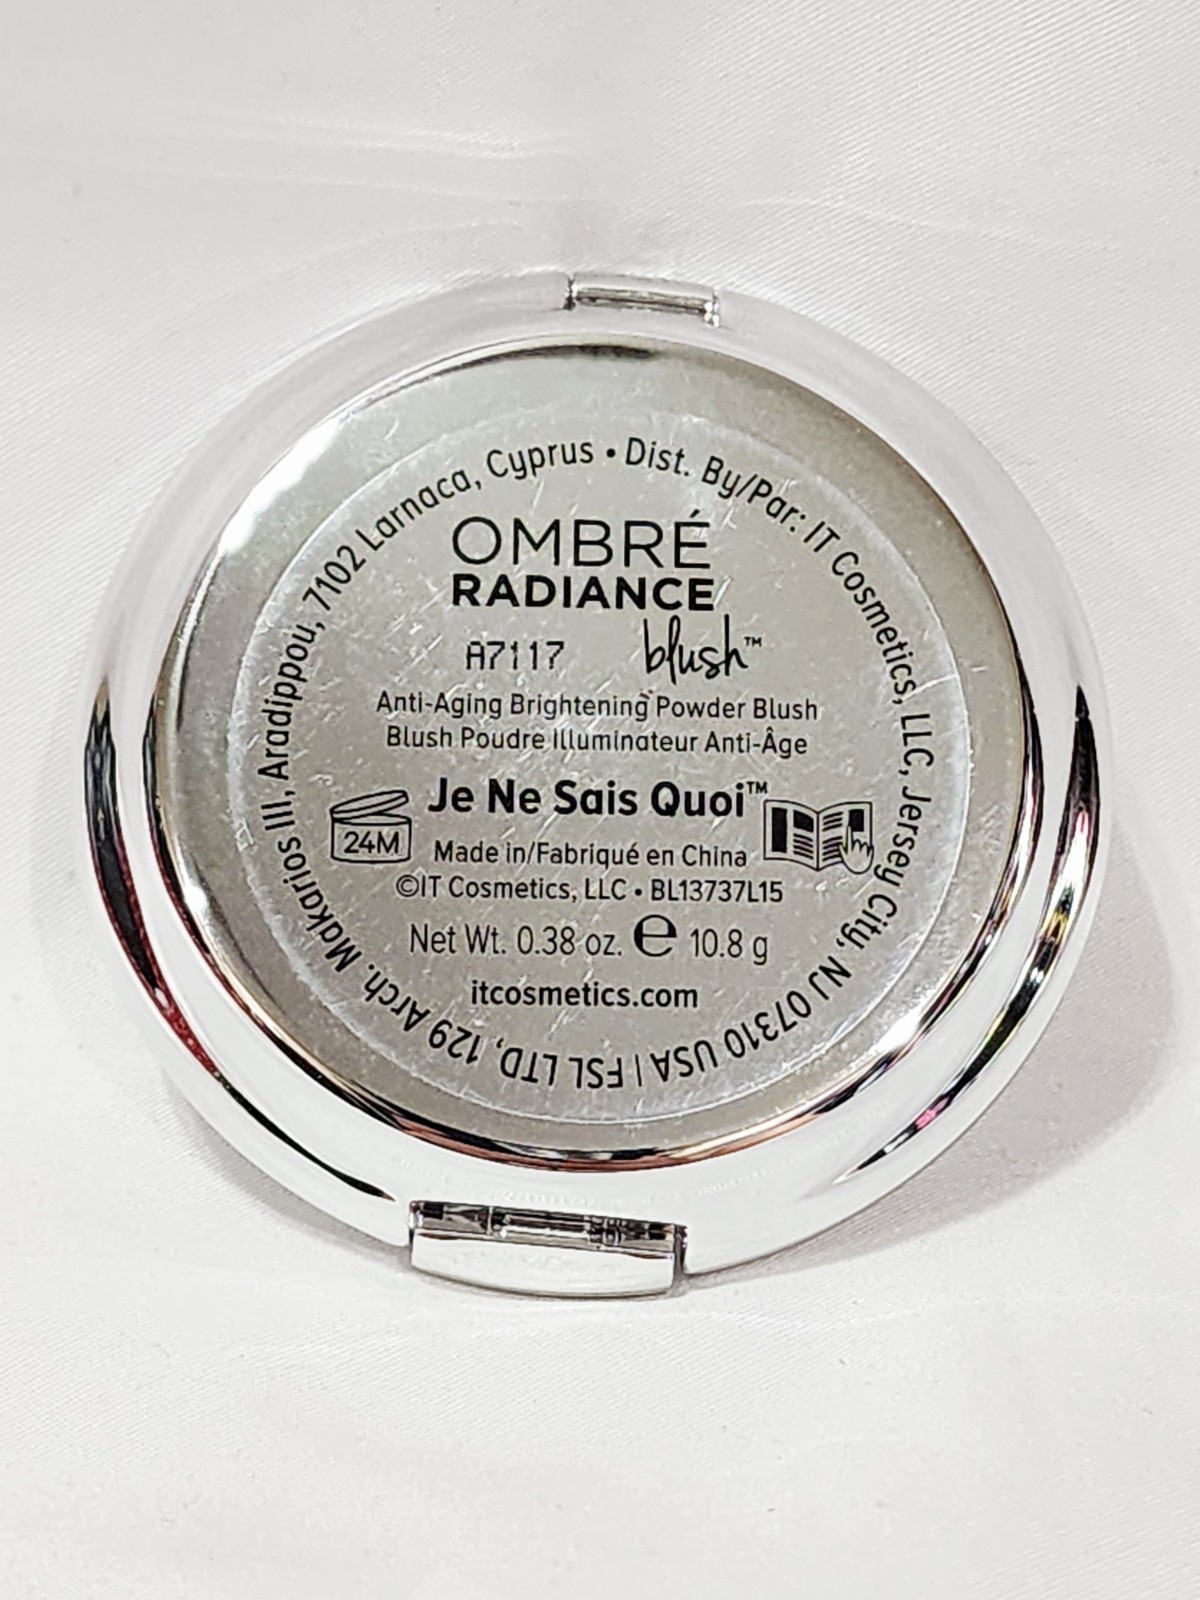 OMBRÉ
RADIANCE
A7117 blush™
Anti-Aging Brightening Powder Blush
Blush Poudre Illuminateur Anti-Âge
Je Ne Sais Quoi™
24M
Made in/Fabriqué en China
©IT Cosmetics, LLC • BL13737L15
Net Wt. 0.38 oz. ℮ 10.8 g
itcosmetics.com
Dist. By/Par: IT Cosmetics, LLC, Jersey City, NJ 07310 USA | FSL LTD, 129 Arch. Makarios III, Aradippou, 7102 Larnaca, Cyprus •